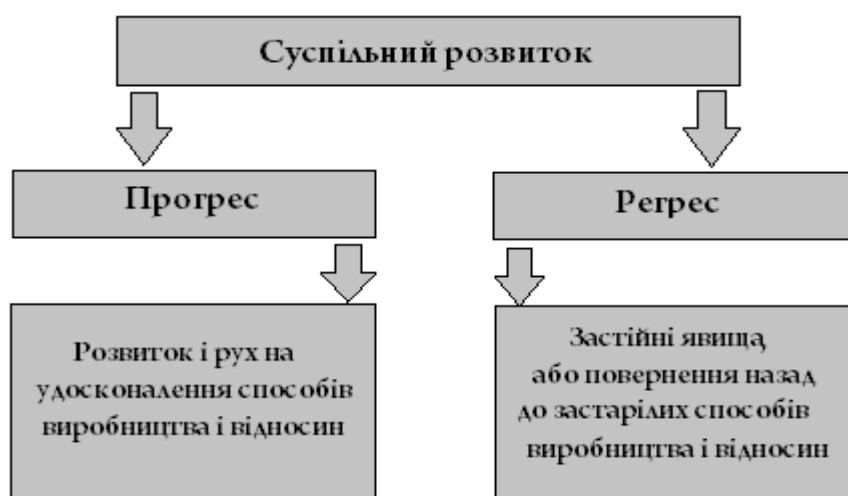 Суспільний розвиток
Прогрес
Регрес
Розвиток і рух на
удосконалення способів
виробництва і відносин
Застійні явища,
або повернення назад
до застарілих способів
виробництва і відносин